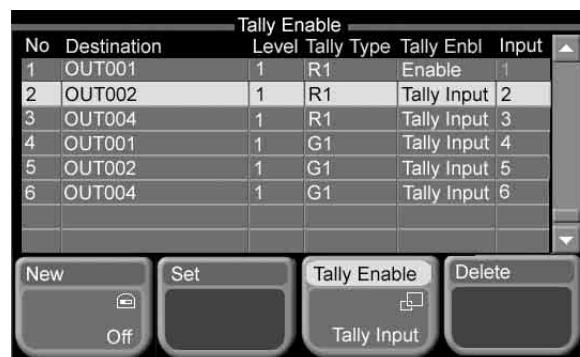 Tally Enable
No Destination Level Tally Type Tally Enbl Input
1 OUT001 1 R1 Enable 1
2 OUT002 1 R1 Tally Input 2
3 OUT004 1 R1 Tally Input 3
4 OUT001 1 G1 Tally Input 4
5 OUT002 1 G1 Tally Input 5
6 OUT004 1 G1 Tally Input 6
New Set Tally Enable Delete
Off Tally Input